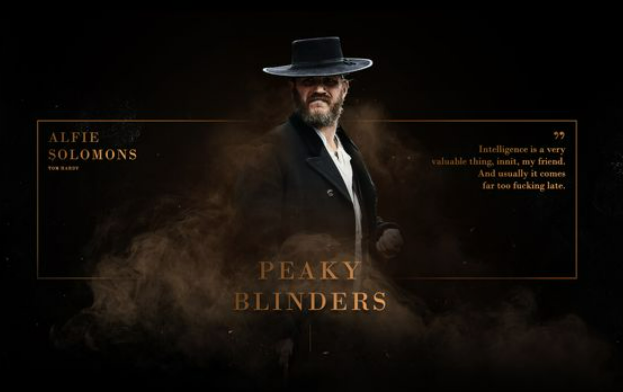 ALFIE
SOLOMONS
TOM HARDY
”
Intelligence is a very
valuable thing, innit, my friend.
And usually it comes
far too fucking late.
PEAKY
BLINDERS